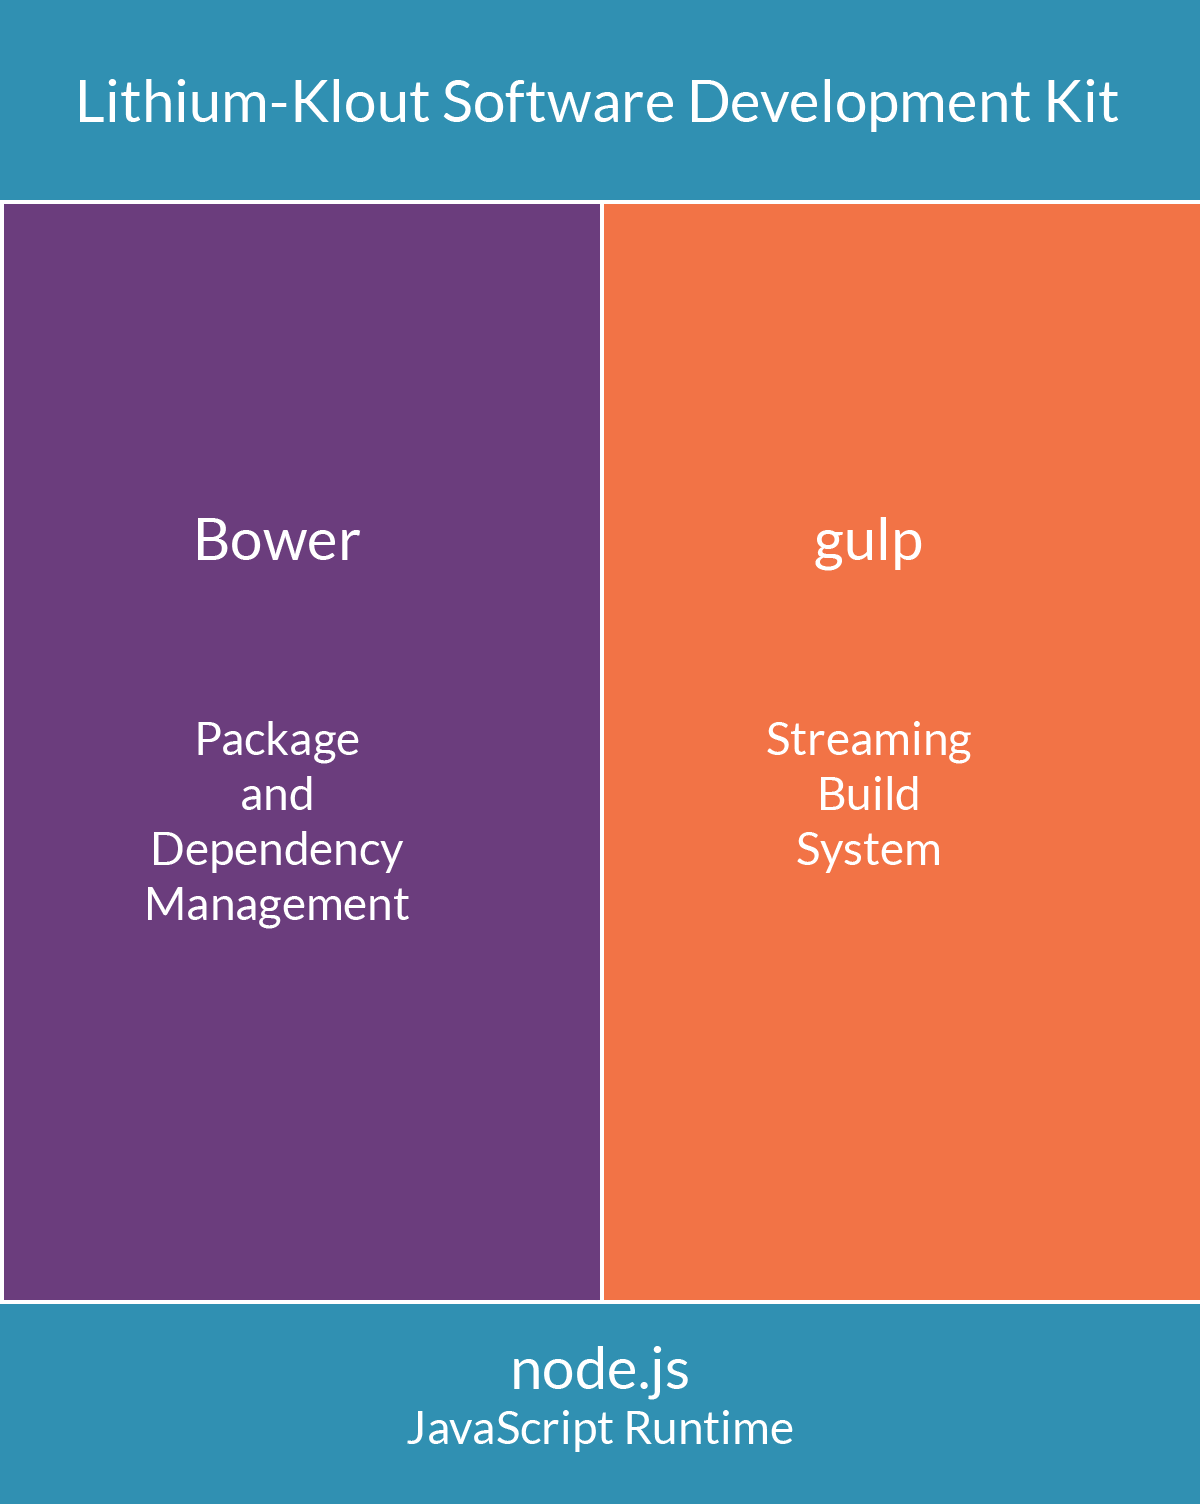 Lithium-Klout Software Development Kit
Bower
Package
and
Dependency
Management
gulp
Streaming
Build
System
node.js
JavaScript Runtime